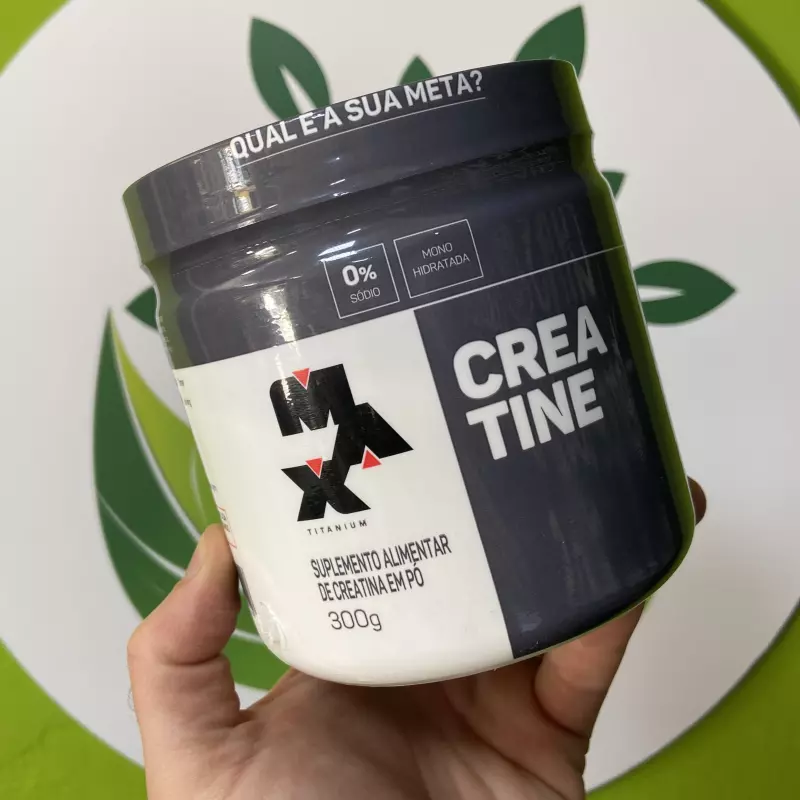 QUAL É A SUA META?
0%
SÓDIO
MONO
HIDRATADA
CREA
TINE
MAX
TITANIUM
SUPLEMENTO ALIMENTAR
DE CREATINA EM PÓ
300g